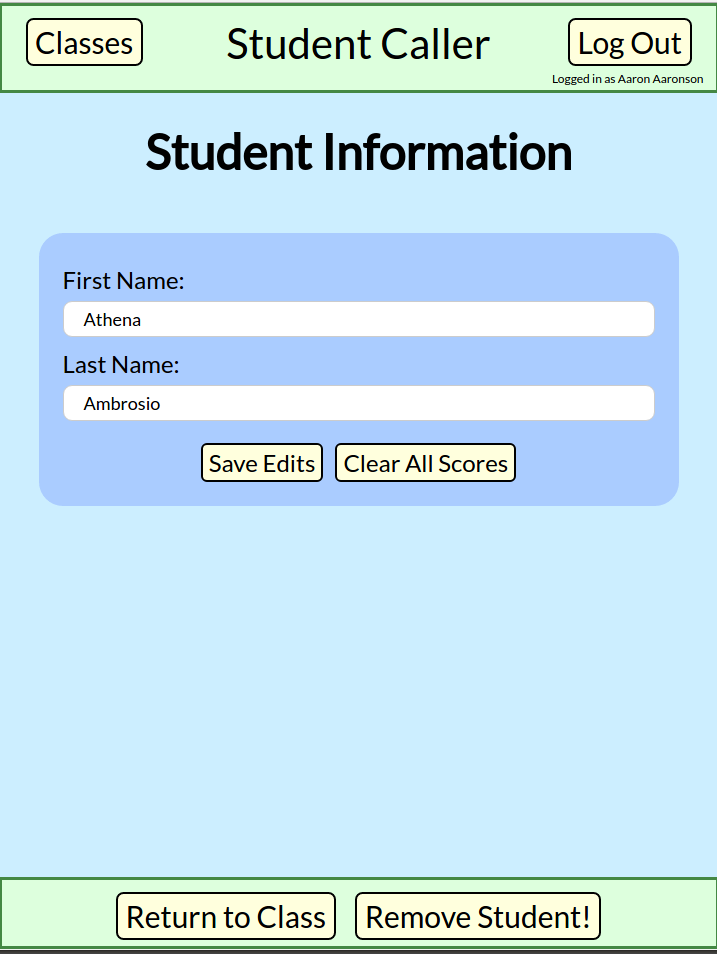 Classes Student Caller Log Out
Logged in as Aaron Aaronson
Student Information
First Name:
Athena
Last Name:
Ambrosio
Save Edits Clear All Scores
Return to Class Remove Student!